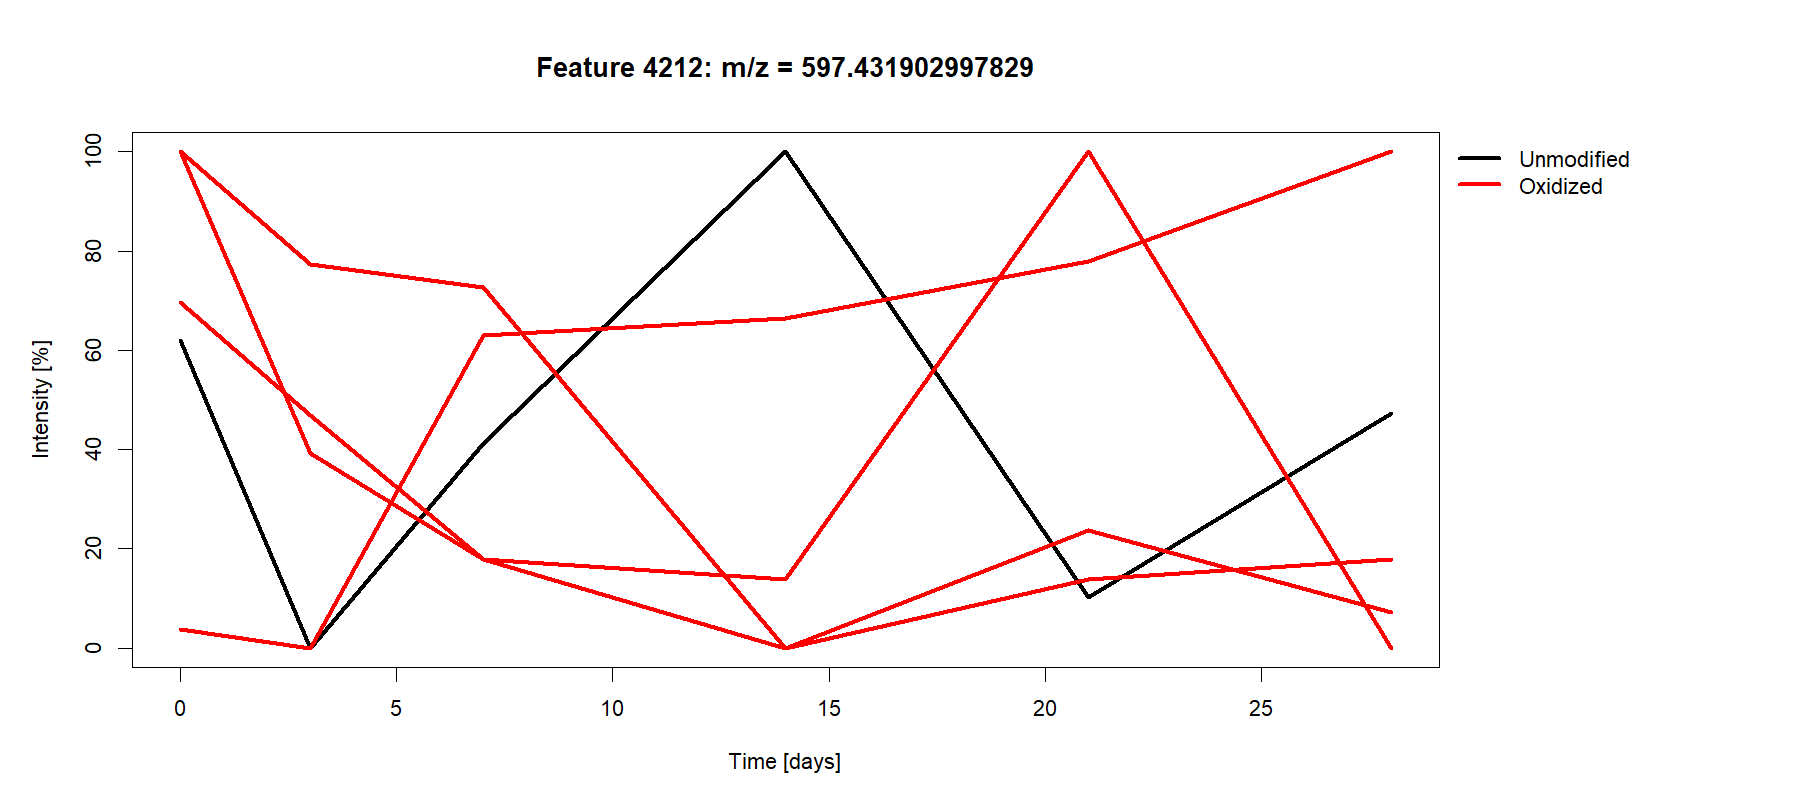 Feature 4212: m/z = 597.431902997829
Unmodified
Oxidized
Intensity [%]
100
80
60
40
20
0
0 5 10 15 20 25
Time [days]